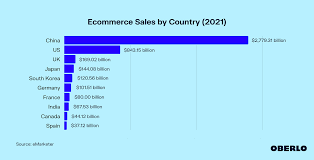 Ecommerce Sales by Country (2021)
China $2,779.31 billion
US $843.15 billion
UK $169.02 billion
Japan $144.08 billion
South Korea $120.56 billion
Germany $101.51 billion
France $80.00 billion
India $67.53 billion
Canada $44.12 billion
Spain $37.12 billion
Source: eMarketer
OBERLO